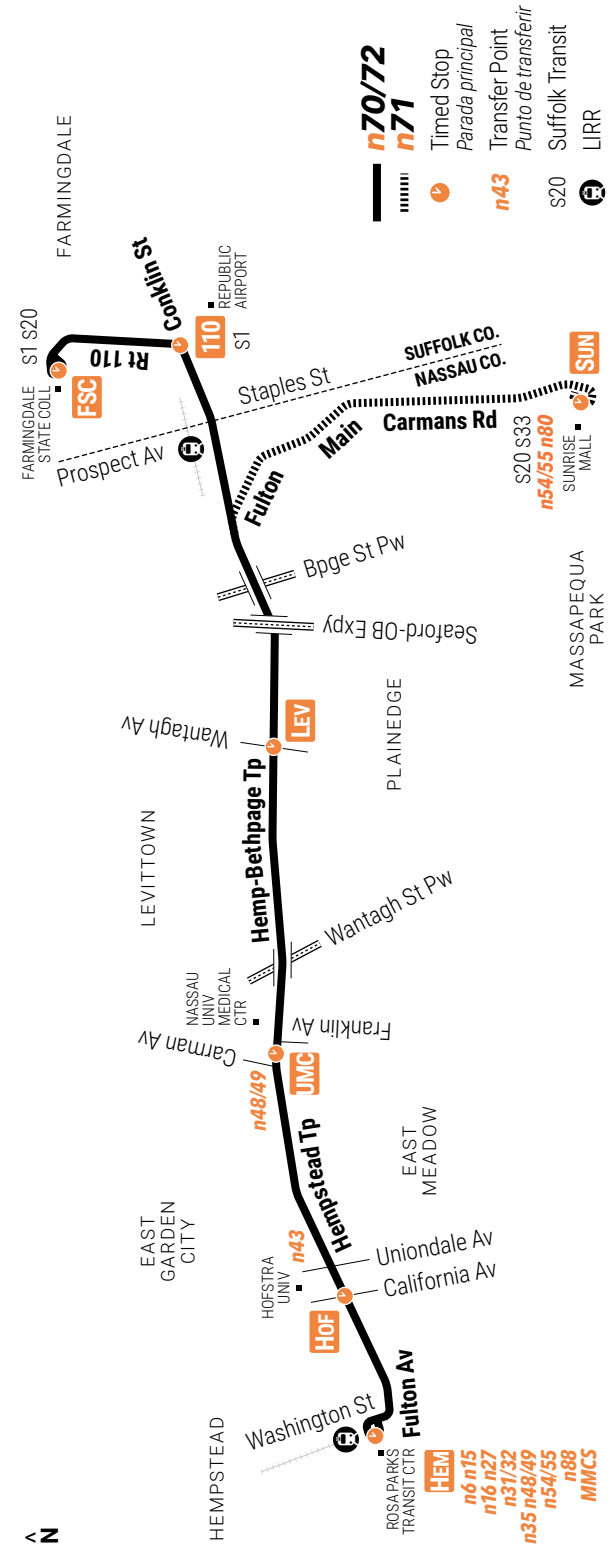 <N
HEMPSTEAD
Washington St
ROSA PARKS
TRANSIT CTR
HEM
n6 n15
n16 n27
n31/32
n35 n48/49
n54/55
n88
MMCS
Fulton Av
HOFSTRA
UNIV
HOF
n43
Uniondale Av
California Av
Hempstead Tp
EAST
GARDEN
CITY
EAST
MEADOW
n48/49
Carman Av
UMC
Franklin Av
NASSAU
UNIV
MEDICAL
CTR
Wantagh St Pw
LEVITTOWN
Hemp-Bethpage Tp
Wantagh Av
LEV
PLAINEDGE
Seaford-OB Expy
Bpge St Pw
MASSAPEQUA
PARK
Fulton
Main
Carmans Rd
S20 S33
n54/55 n80
SUNRISE
MALL
SUN
Prospect Av
Staples St
SUFFOLK CO.
NASSAU CO.
FARMINGDALE
STATE COLL
S1 S20
FSC
Rt 110
Conklin St
110
S1
REPUBLIC
AIRPORT
FARMINGDALE
n70/72
n71
Timed Stop
Parada principal
n43 Transfer Point
Punto de transferir
S20 Suffolk Transit
LIRR